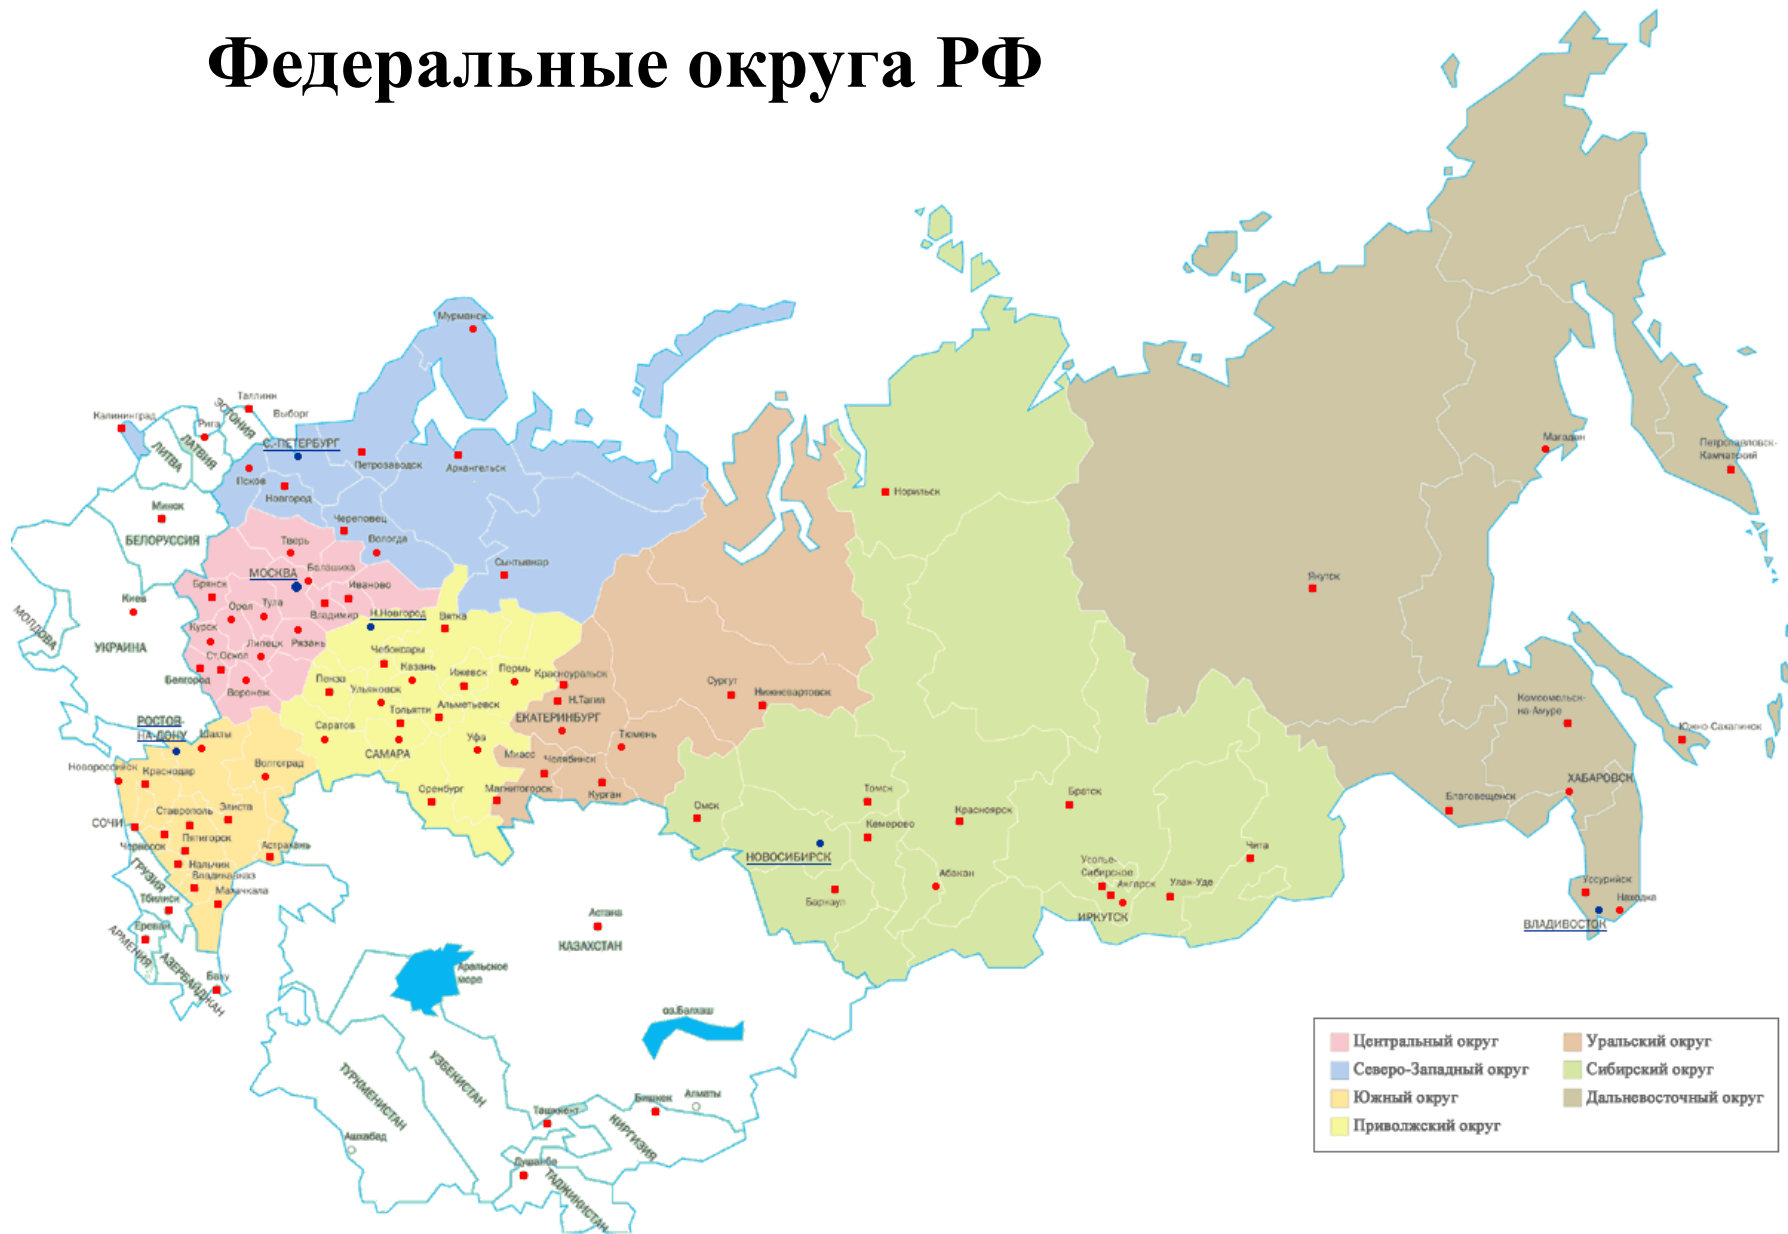 Федеральные округа РФ
Мурманск
Таллинн
Калининград
ЭСТОНИЯ
Выборг
Рига
ЛАТВИЯ
ЛИТВА
С.-ПЕТЕРБУРГ
Петрозаводск
Архангельск
Псков
Новгород
Норильск
Магадан
Петропавловск-
Камчатский
Минск
БЕЛОРУССИЯ
Череповец
Вологда
Тверь
Сыктывкар
МОСКВА
Балашиха
Брянск
Иваново
Якутск
Киев
Орел
Тула
Владимир
Н.Новгород
Вятка
МОЛДОВА
УКРАИНА
Курск
Липецк
Рязань
Ст.Оскол
Чебоксары
Казань
Ижевск
Пермь
Красноуральск
Белгород
Воронеж
Пенза
Ульяновск
Сургут
Нижневартовск
Н.Тагил
Тольятти
Альметьевск
ЕКАТЕРИНБУРГ
Комсомольск-
на-Амуре
РОСТОВ-
НА-ДОНУ
Шахты
Саратов
САМАРА
Уфа
Тюмень
Южно-Сахалинск
Новороссийск
Краснодар
Волгоград
Миасс
Челябинск
Оренбург
Магнитогорск
Курган
ХАБАРОВСК
Благовещенск
Омск
Томск
Братск
Красноярск
Кемерово
СОЧИ
Ставрополь
Элиста
Пятигорск
Черкесск
Астрахань
Нальчик
Владикавказ
Махачкала
НОВОСИБИРСК
Барнаул
Абакан
Усолье-
Сибирское
Ангарск
Улан-Уде
Чита
ИРКУТСК
Уссурийск
Находка
ВЛАДИВОСТОК
ГРУЗИЯ
Тбилиси
Ереван
АРМЕНИЯ
АЗЕРБАЙДЖАН
Баку
Астана
КАЗАХСТАН
Аральское
море
оз.Балхаш
ТУРКМЕНИСТАН
УЗБЕКИСТАН
Ашхабад
Ташкент
Бишкек
Алматы
КИРГИЗИЯ
Душанбе
ТАДЖИКИСТАН
Центральный округ
Северо-Западный округ
Южный округ
Приволжский округ
Уральский округ
Сибирский округ
Дальневосточный округ